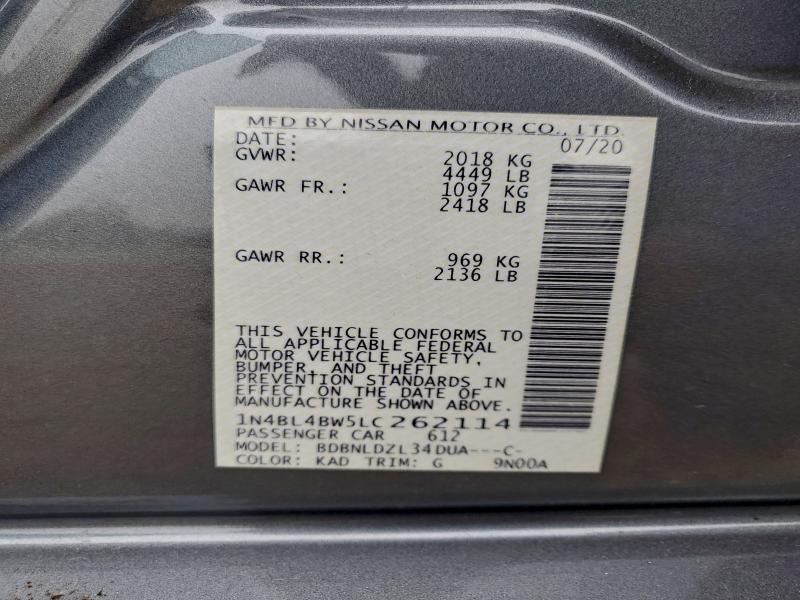 MFD BY NISSAN MOTOR CO., LTD.
DATE: 07/20
GVWR: 2018 KG
4449 LB
GAWR FR.: 1097 KG
2418 LB
GAWR RR.: 969 KG
2136 LB
THIS VEHICLE CONFORMS TO
ALL APPLICABLE FEDERAL
MOTOR VEHICLE SAFETY,
BUMPER, AND THEFT
PREVENTION STANDARDS IN
EFFECT ON THE DATE OF
MANUFACTURE SHOWN ABOVE.
1N4BL4BW5LC262114
PASSENGER CAR 612
MODEL: BDBNLDZL34DUA---C-
COLOR: KAD TRIM: G 9N00A